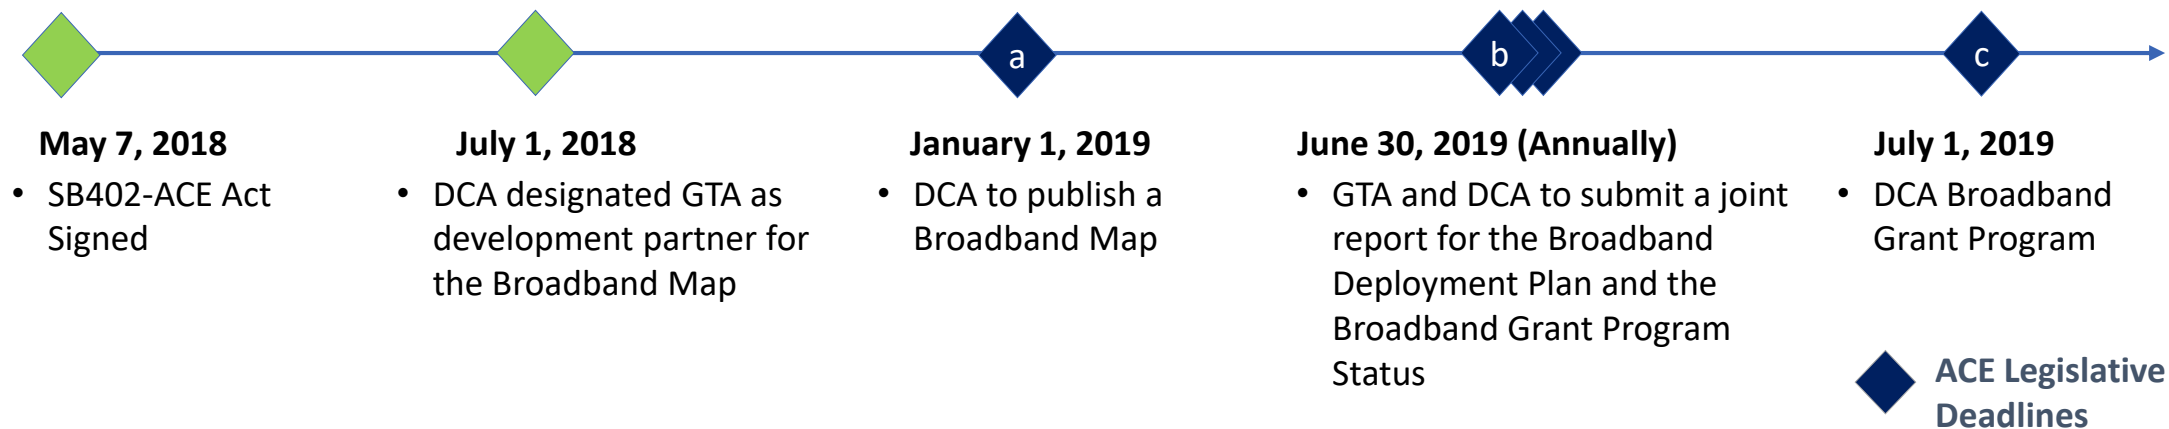 a
b
c
May 7, 2018
• SB402-ACE Act
Signed
July 1, 2018
• DCA designated GTA as
development partner for
the Broadband Map
January 1, 2019
• DCA to publish a
Broadband Map
June 30, 2019 (Annually)
• GTA and DCA to submit a joint
report for the Broadband
Deployment Plan and the
Broadband Grant Program
Status
July 1, 2019
• DCA Broadband
Grant Program
ACE Legislative
Deadlines